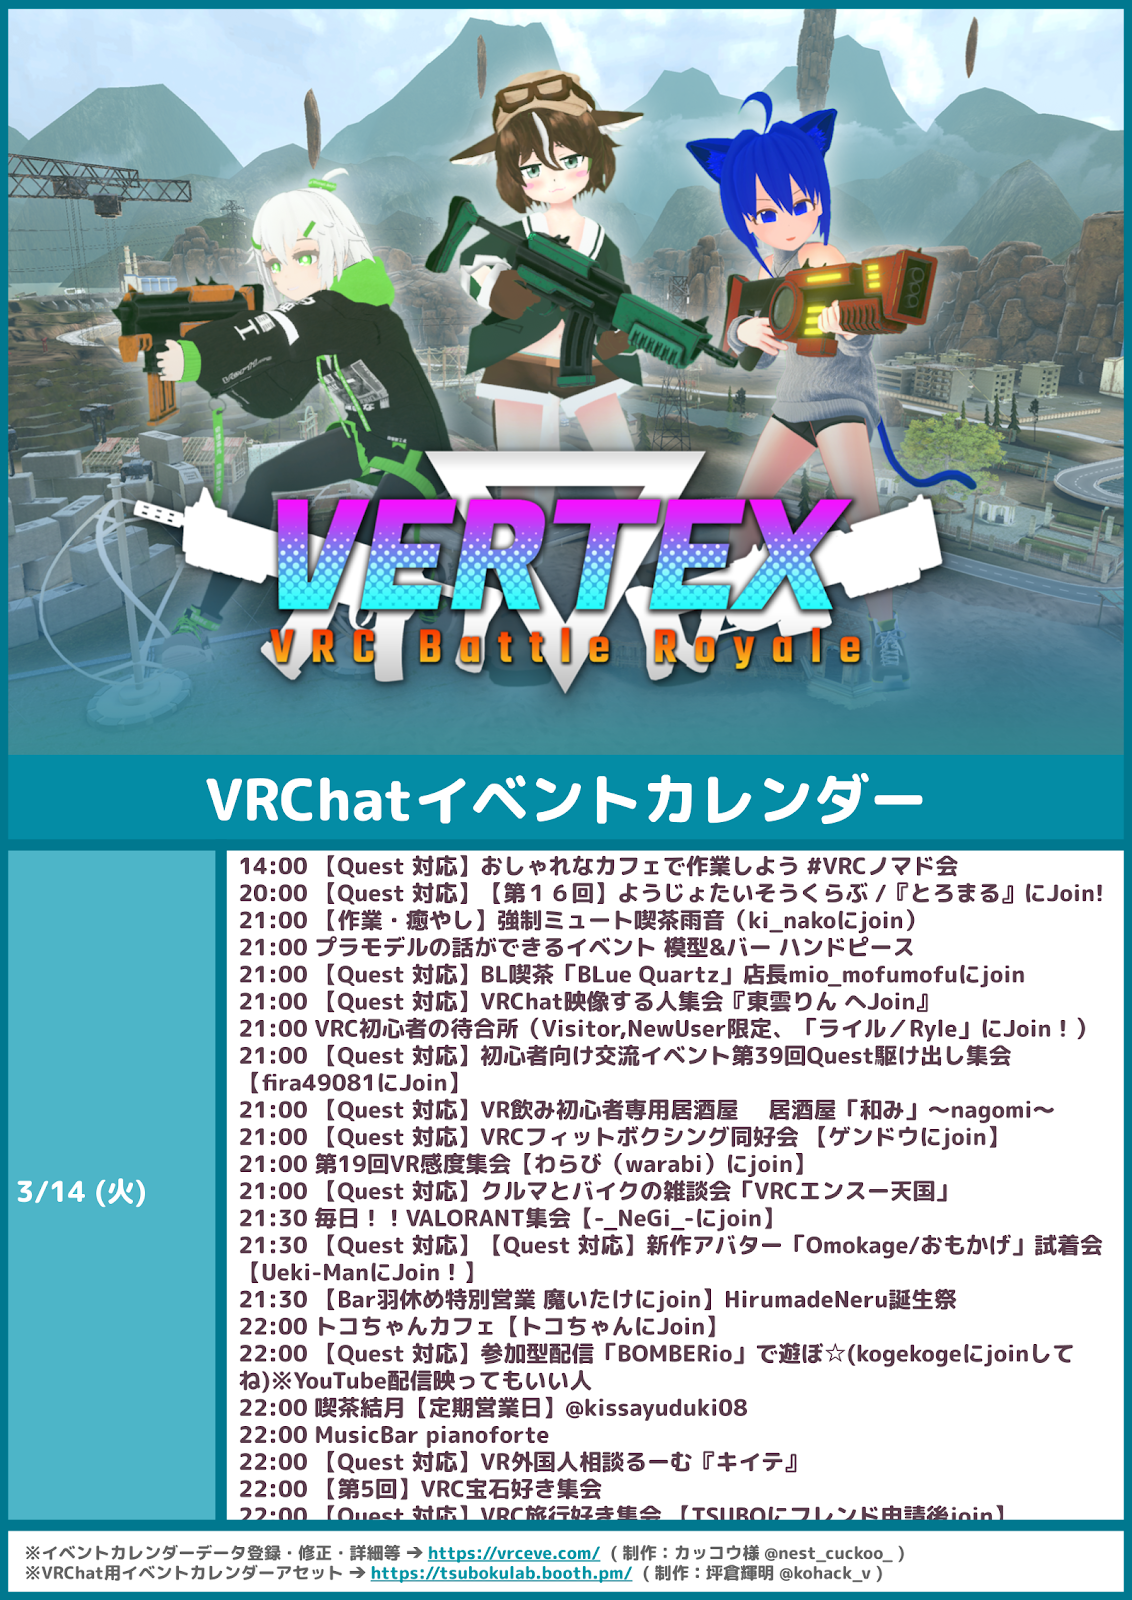 VERTEX
VRC Battle Royale
VRChatイベントカレンダー
3/14 (火)
14:00 【Quest 対応】おしゃれなカフェで作業しよう #VRCノマド会
20:00 【Quest 対応】【第１６回】ようじょたいそうくらぶ /『とろまる』にJoin!
21:00 【作業・癒やし】強制ミュート喫茶雨音（ki_nakoにjoin）
21:00 プラモデルの話ができるイベント 模型&バー ハンドピース
21:00 【Quest 対応】BL喫茶「BLue Quartz」店長mio_mofumofuにjoin
21:00 【Quest 対応】VRChat映像する人集会『東雲りん へJoin』
21:00 VRC初心者の待合所（Visitor,NewUser限定、「ライル／Ryle」にJoin！）
21:00 【Quest 対応】初心者向け交流イベント第39回Quest駆け出し集会
【fira49081にJoin】
21:00 【Quest 対応】VR飲み初心者専用居酒屋　居酒屋「和み」～nagomi～
21:00 【Quest 対応】VRCフィットボクシング同好会 【ゲンドウにjoin】
21:00 第19回VR感度集会【わらび（warabi）にjoin】
21:00 【Quest 対応】クルマとバイクの雑談会「VRCエンスー天国」
21:30 毎日！！VALORANT集会【-_NeGi_-にjoin】
21:30 【Quest 対応】【Quest 対応】新作アバター「Omokage/おもかげ」試着会
【Ueki-ManにJoin！】
21:30 【Bar羽休め特別営業 魔いたけにjoin】HirumadeNeru誕生祭
22:00 トコちゃんカフェ【トコちゃんにJoin】
22:00 【Quest 対応】参加型配信「BOMBERio」で遊ぼ☆(kogekogeにjoinして
ね)※YouTube配信映ってもいい人
22:00 喫茶結月【定期営業日】@kissayuduki08
22:00 MusicBar pianoforte
22:00 【Quest 対応】VR外国人相談るーむ『キイテ』
22:00 【第5回】VRC宝石好き集会
22:00 【Quest 対応】VRC旅行好き集会 【TSUBOにフレンド申請後join】
※イベントカレンダーデータ登録・修正・詳細等 → https://vrceve.com/ ( 制作：カッコウ様 @nest_cuckoo_ )
※VRChat用イベントカレンダーアセット → https://tsubokulab.booth.pm/ ( 制作：坪倉輝明 @kohack_v )